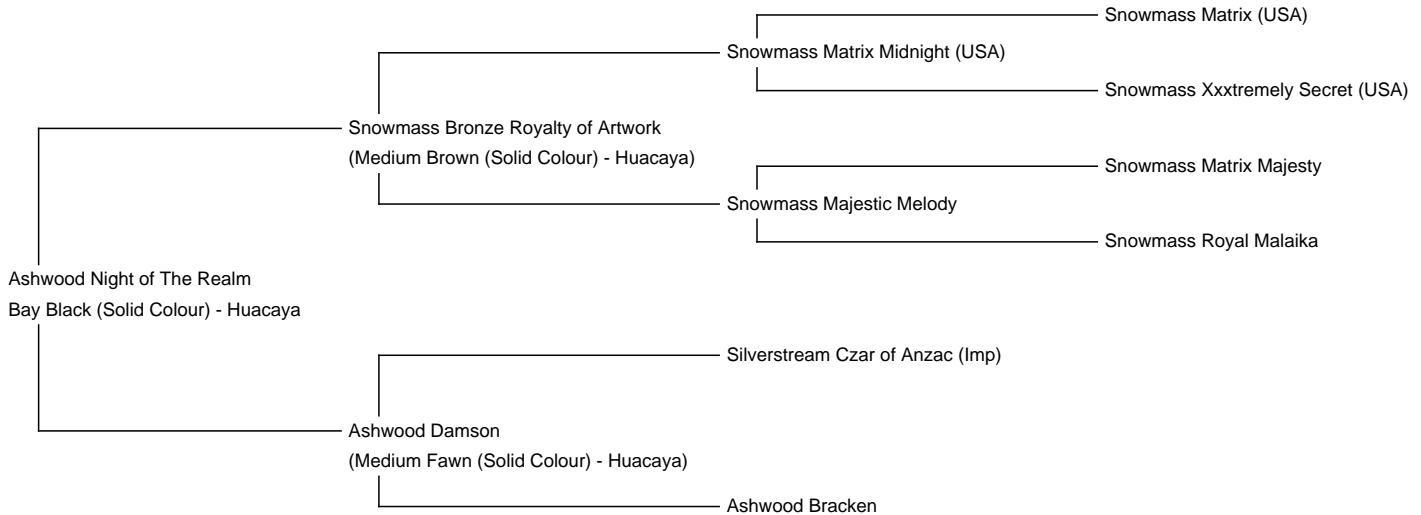 Snowmass Matrix (USA)
Snowmass Matrix Midnight (USA)
Snowmass Xxxtremely Secret (USA)
Snowmass Bronze Royalty of Artwork
(Medium Brown (Solid Colour) - Huacaya)
Snowmass Matrix Majesty
Snowmass Majestic Melody
Snowmass Royal Malaika
Ashwood Night of The Realm
Bay Black (Solid Colour) - Huacaya
Silverstream Czar of Anzac (Imp)
Ashwood Damson
(Medium Fawn (Solid Colour) - Huacaya)
Ashwood Bracken